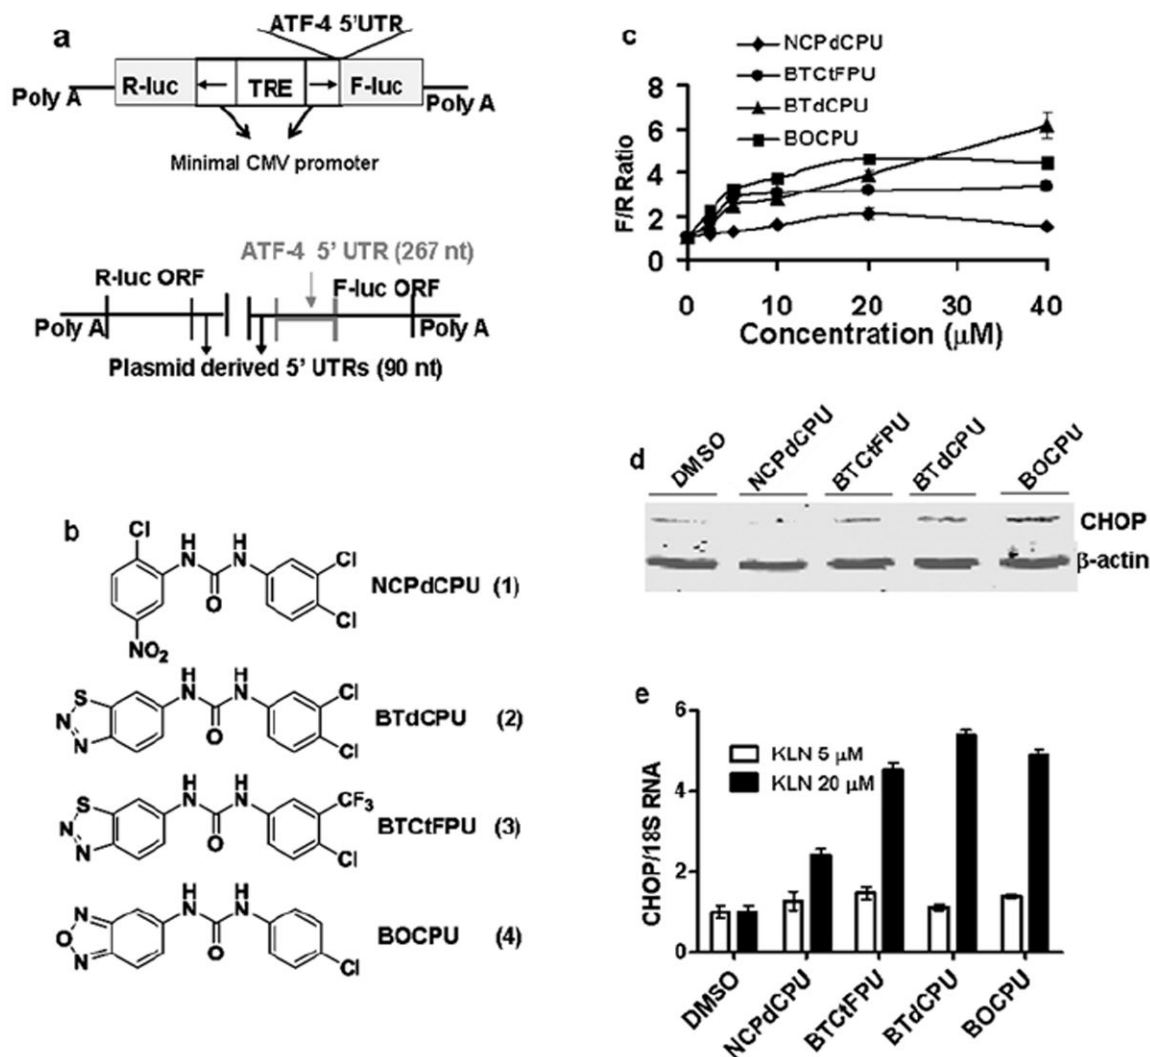 a
ATF-4 5'UTR
R-luc
TRE
F-luc
Poly A
Poly A
Minimal CMV promoter
ATF-4 5' UTR (267 nt)
R-luc ORF
F-luc ORF
Poly A
Poly A
Plasmid derived 5' UTRs (90 nt)
b
Cl
H
N
H
N
O
Cl
Cl
NO2
NCPdCPU (1)
S
N
N
H
N
H
N
O
Cl
Cl
BTdCPU (2)
S
N
N
H
N
H
N
O
CF3
Cl
BTCtFPU (3)
N
O
N
H
N
H
N
O
Cl
BOCPU (4)
c
NCPdCPU
BTCtFPU
BTdCPU
BOCPU
F/R Ratio
8
6
4
2
0
0 10 20 30 40
Concentration (μM)
d
DMSO
NCPdCPU
BTCtFPU
BTdCPU
BOCPU
CHOP
β-actin
e
KLN 5 μM
KLN 20 μM
CHOP/18S RNA
6
4
2
0
DMSO
NCPdCPU
BTCtFPU
BTdCPU
BOCPU